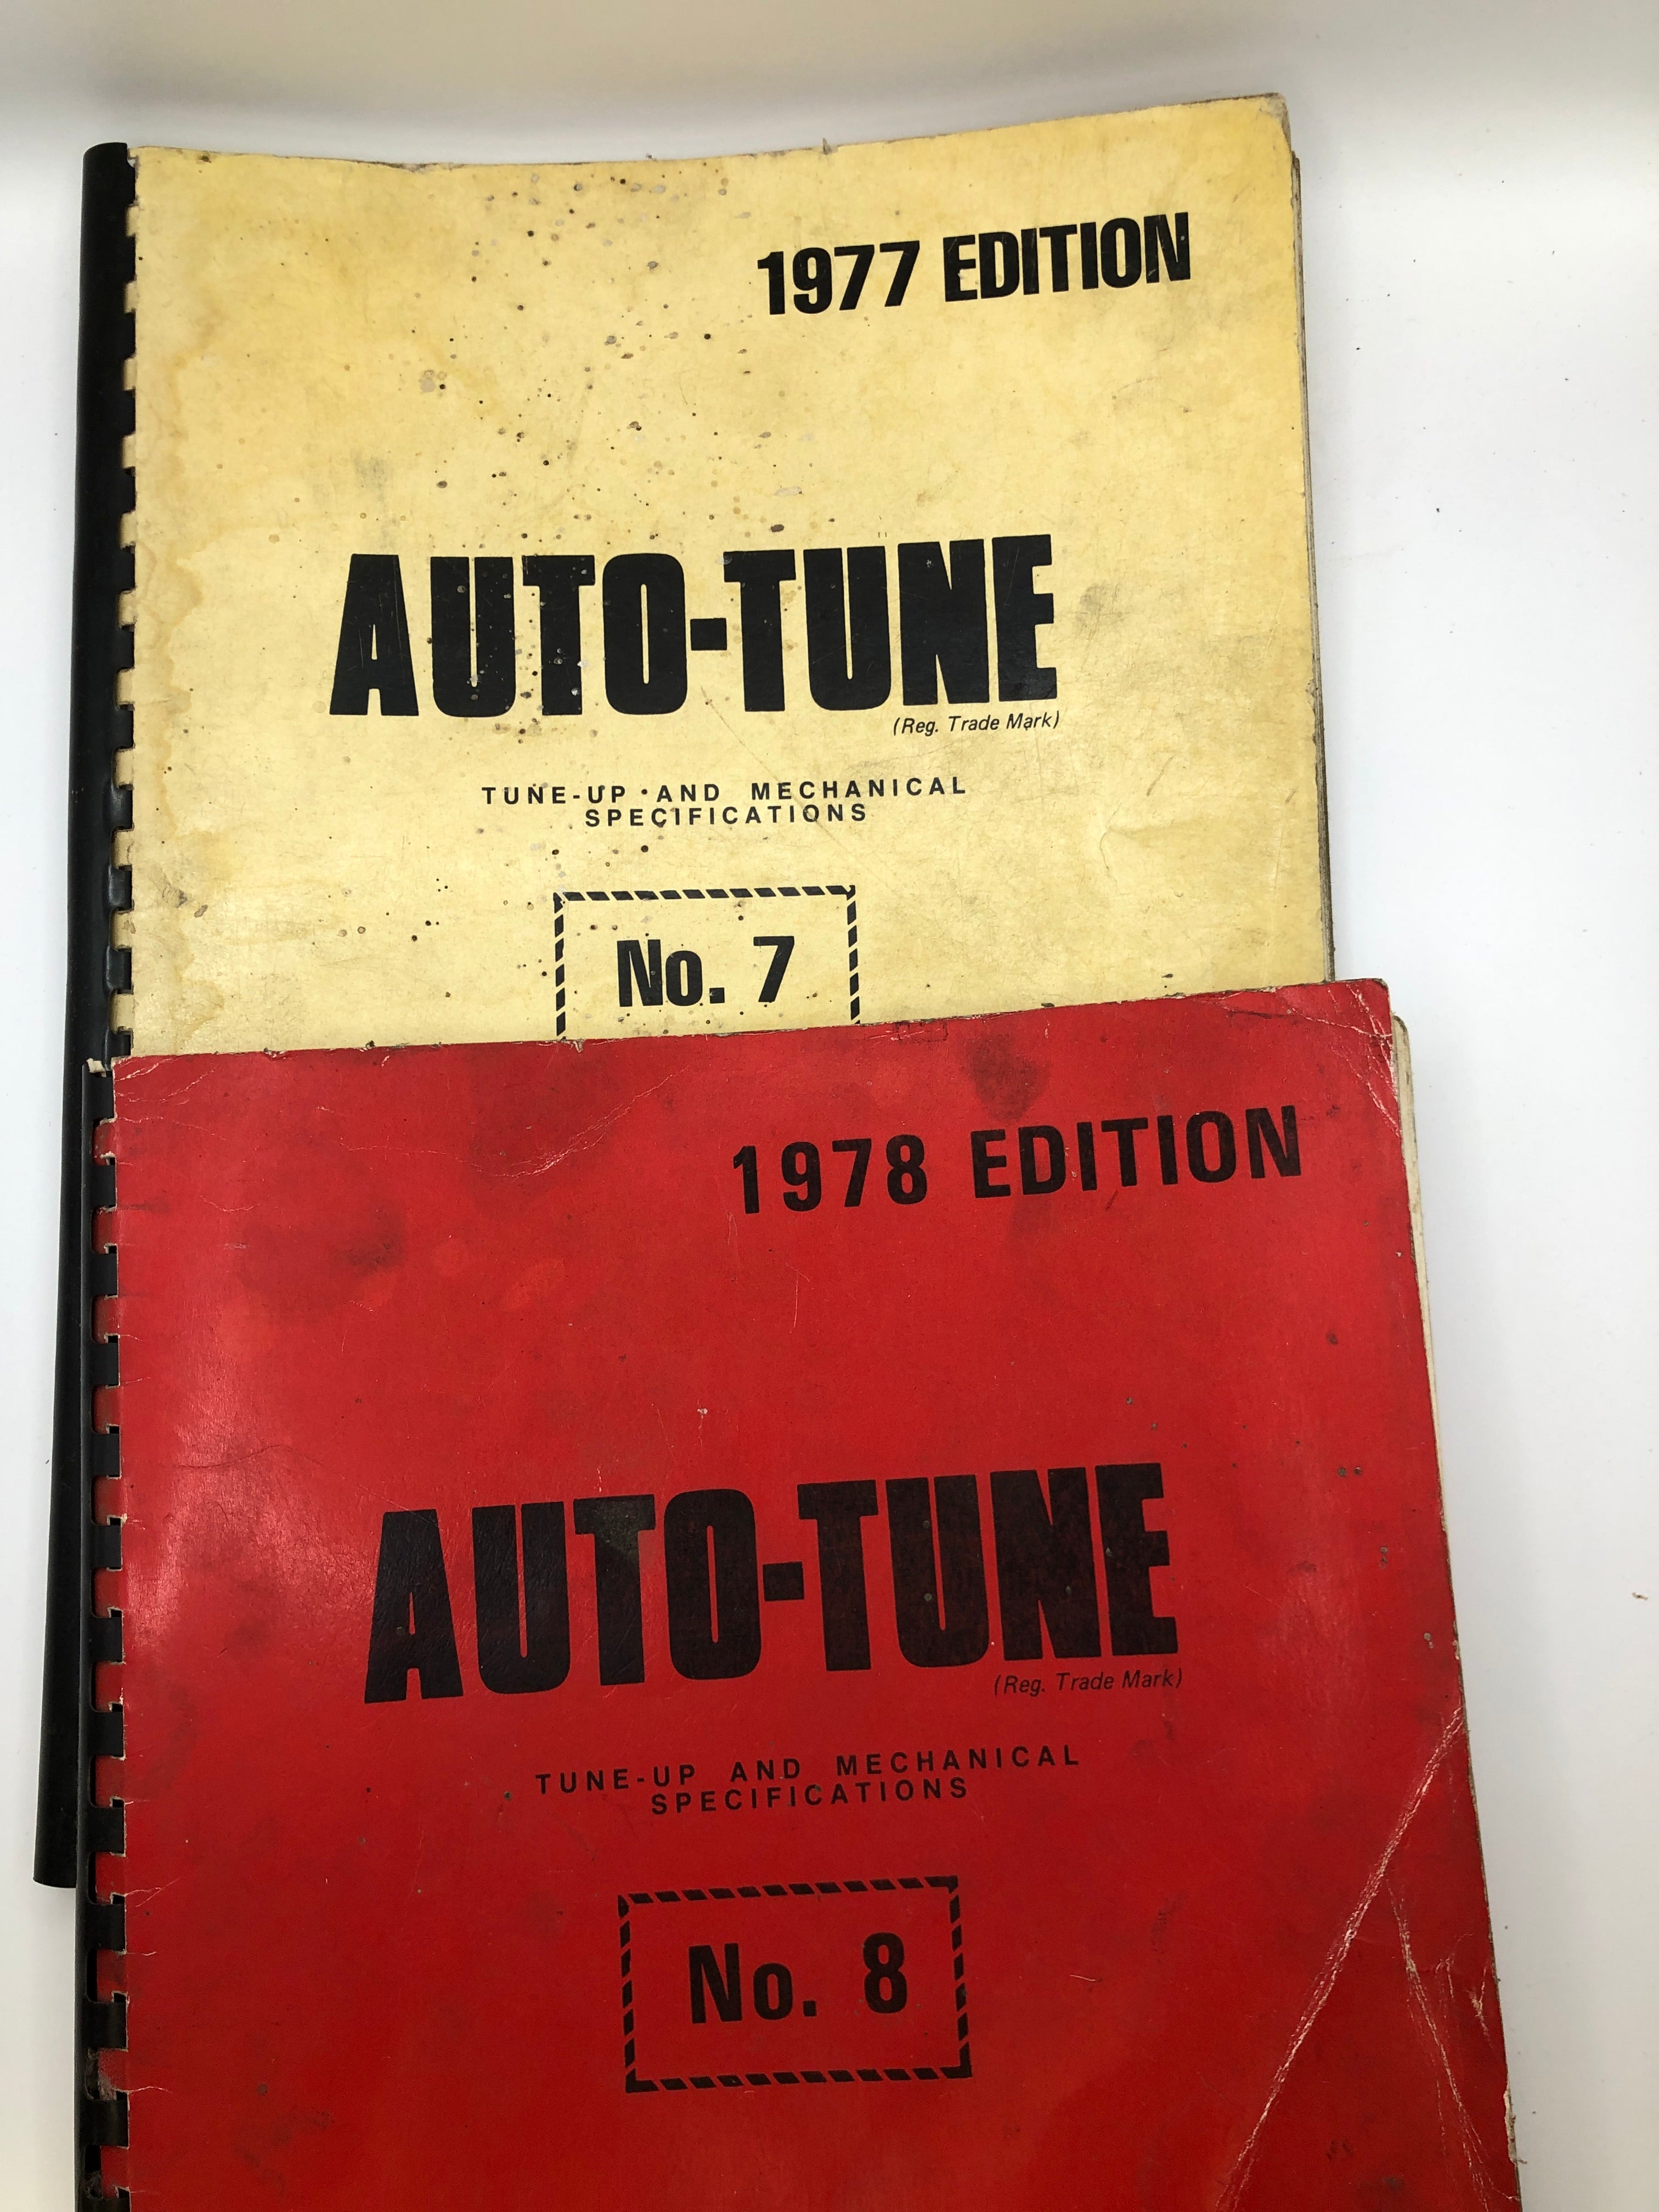 1977 EDITION
AUTO-TUNE
(Reg. Trade Mark)
TUNE-UP AND MECHANICAL
SPECIFICATIONS
No. 7
1978 EDITION
AUTO-TUNE
(Reg. Trade Mark)
TUNE-UP AND MECHANICAL
SPECIFICATIONS
No. 8